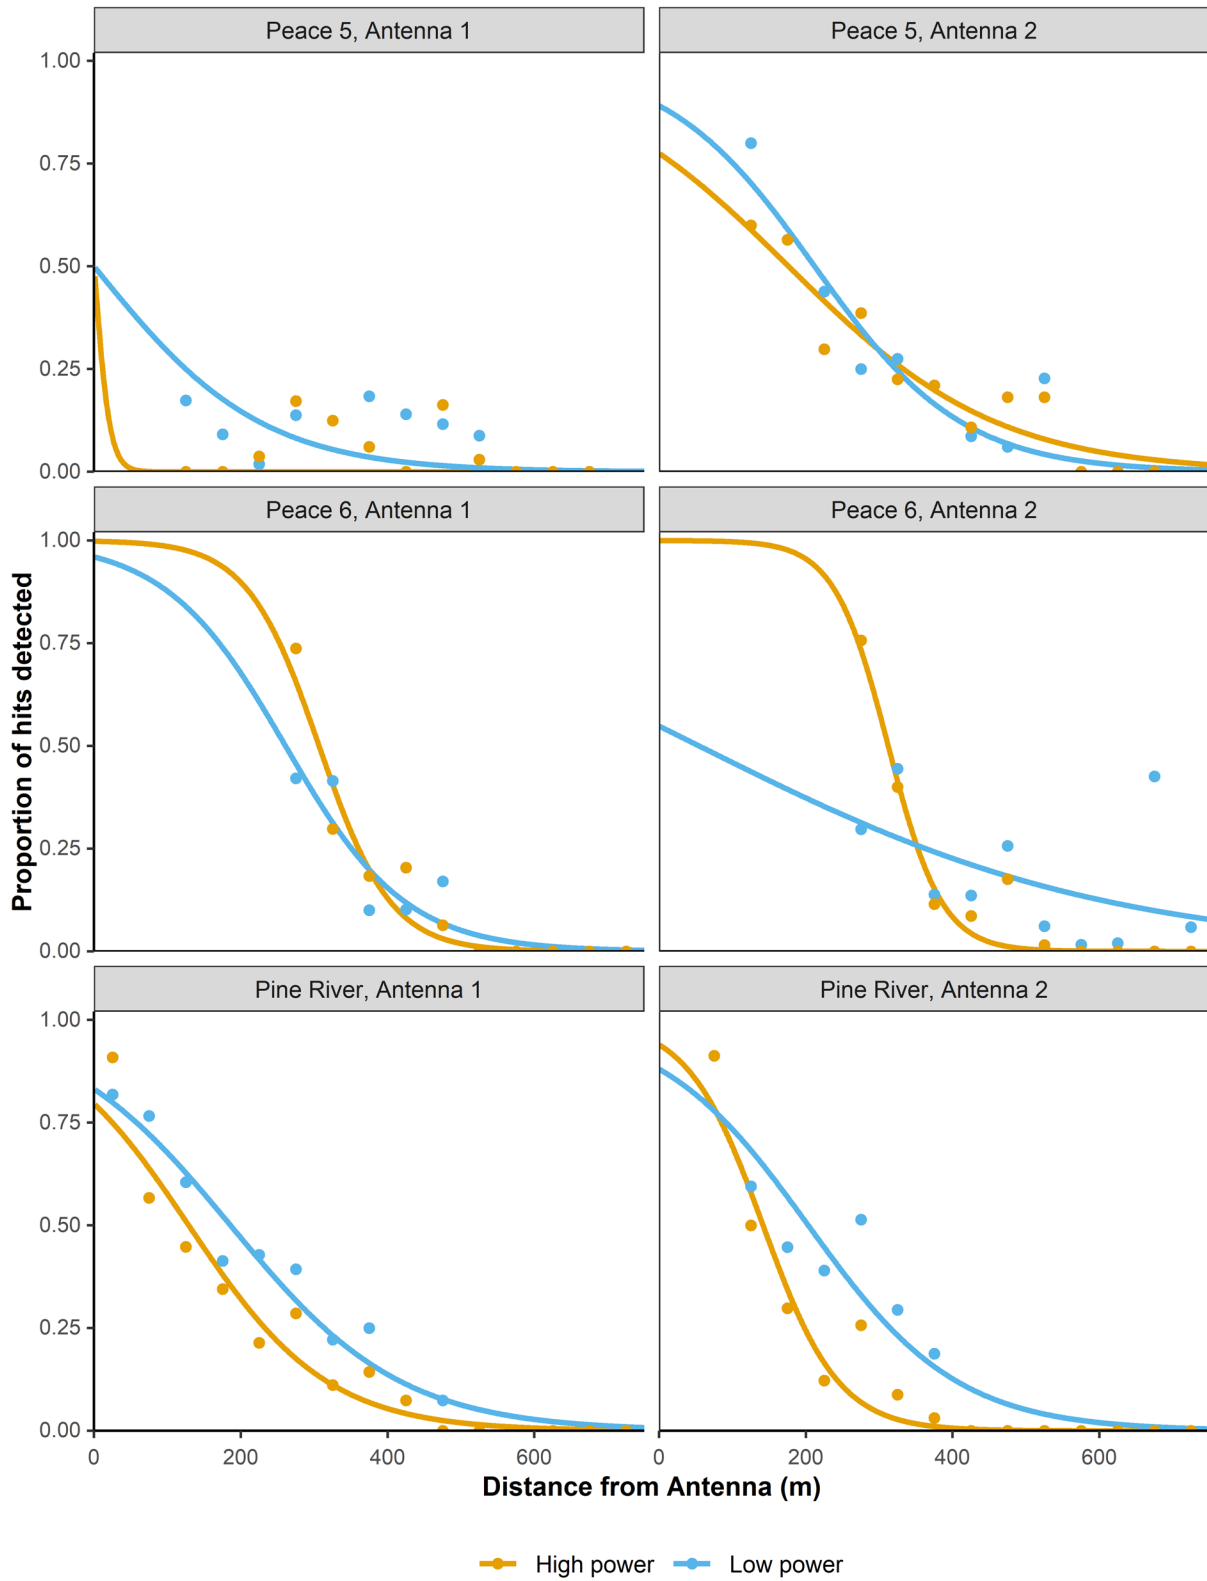 Peace 5, Antenna 1
Peace 5, Antenna 2
1.00
0.75
0.50
0.25
0.00
Peace 6, Antenna 1
Peace 6, Antenna 2
1.00
0.75
0.50
0.25
0.00
Proportion of hits detected
Pine River, Antenna 1
Pine River, Antenna 2
1.00
0.75
0.50
0.25
0.00
0 200 400 600
0 200 400 600
Distance from Antenna (m)
High power Low power